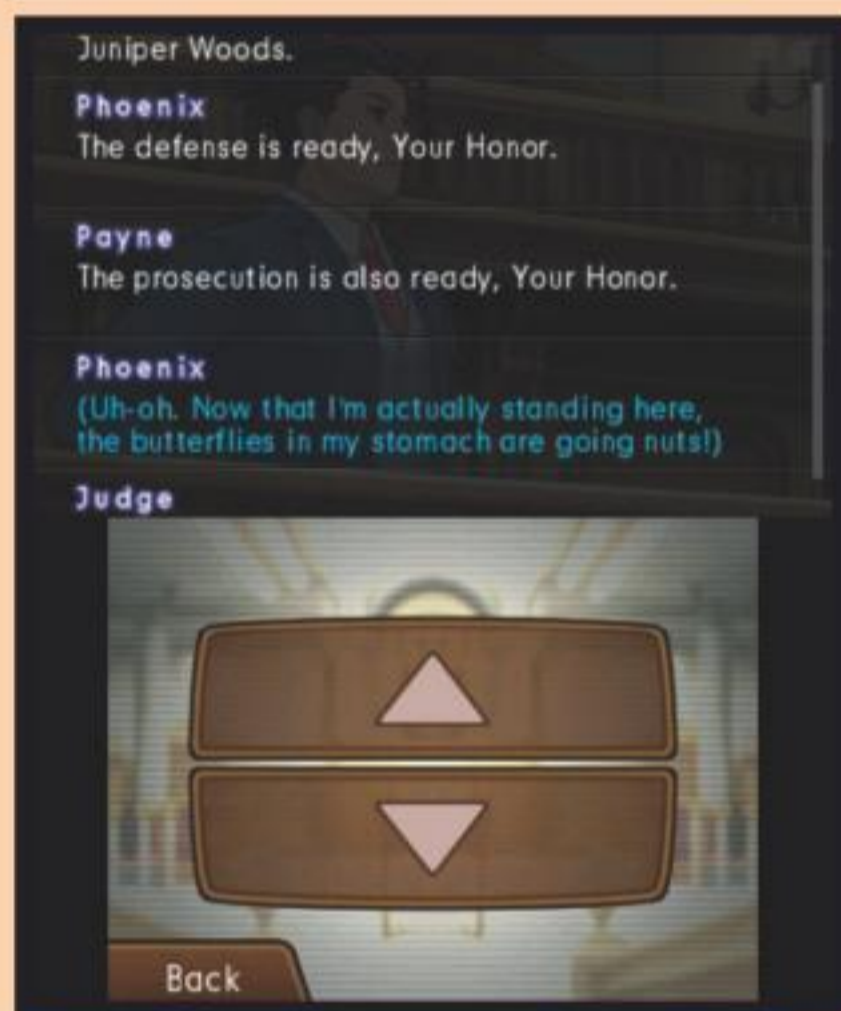 Juniper Woods.
Phoenix
The defense is ready, Your Honor.
Payne
The prosecution is also ready, Your Honor.
Phoenix
(Uh-oh. Now that I'm actually standing here,
the butterflies in my stomach are going nuts!)
Judge
Back